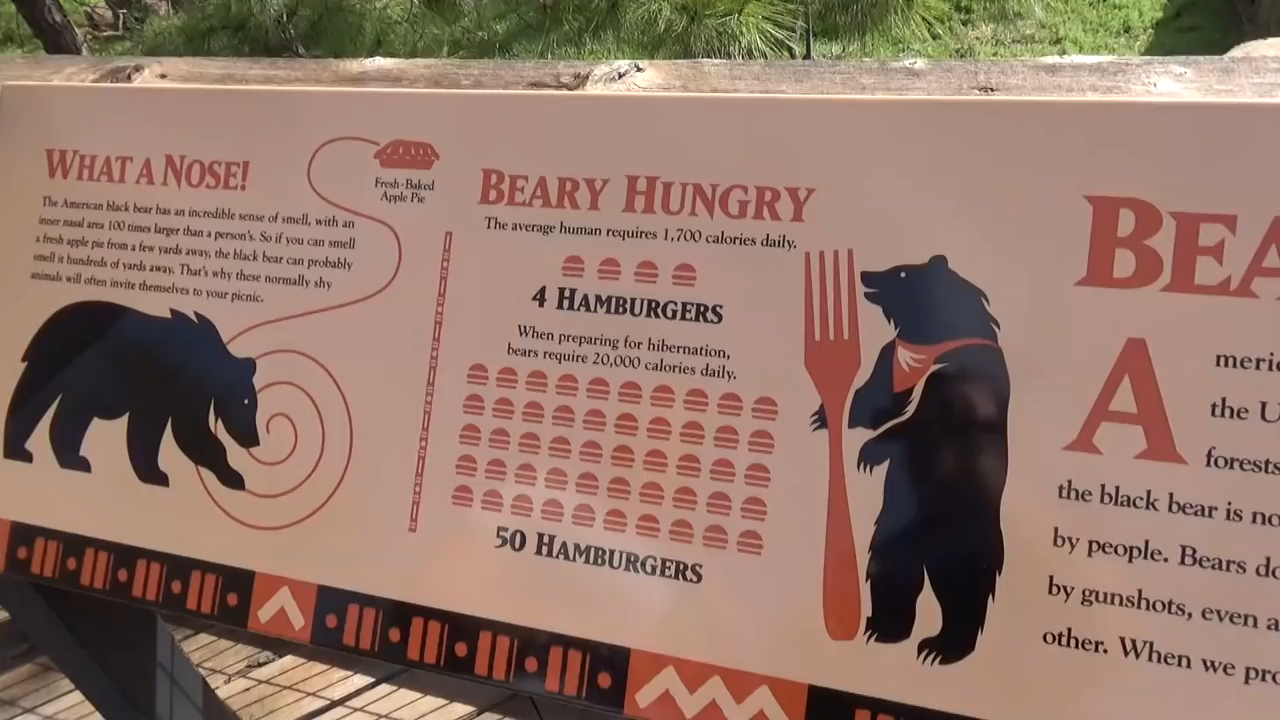 WHAT A NOSE!
The American black bear has an incredible sense of smell, with an
inner nasal area 100 times larger than a person's. So if you can smell
a fresh apple pie from a few yards away, the black bear can probably
smell it hundreds of yards away. That's why these normally shy
animals will often invite themselves to your picnic.
Fresh-Baked
Apple Pie
BEARY HUNGRY
The average human requires 1,700 calories daily.
4 HAMBURGERS
When preparing for hibernation,
bears require 20,000 calories daily.
50 HAMBURGERS
BEA
A
meric
the U
forests
the black bear is no
by people. Bears do
by gunshots, even a
other. When we pro